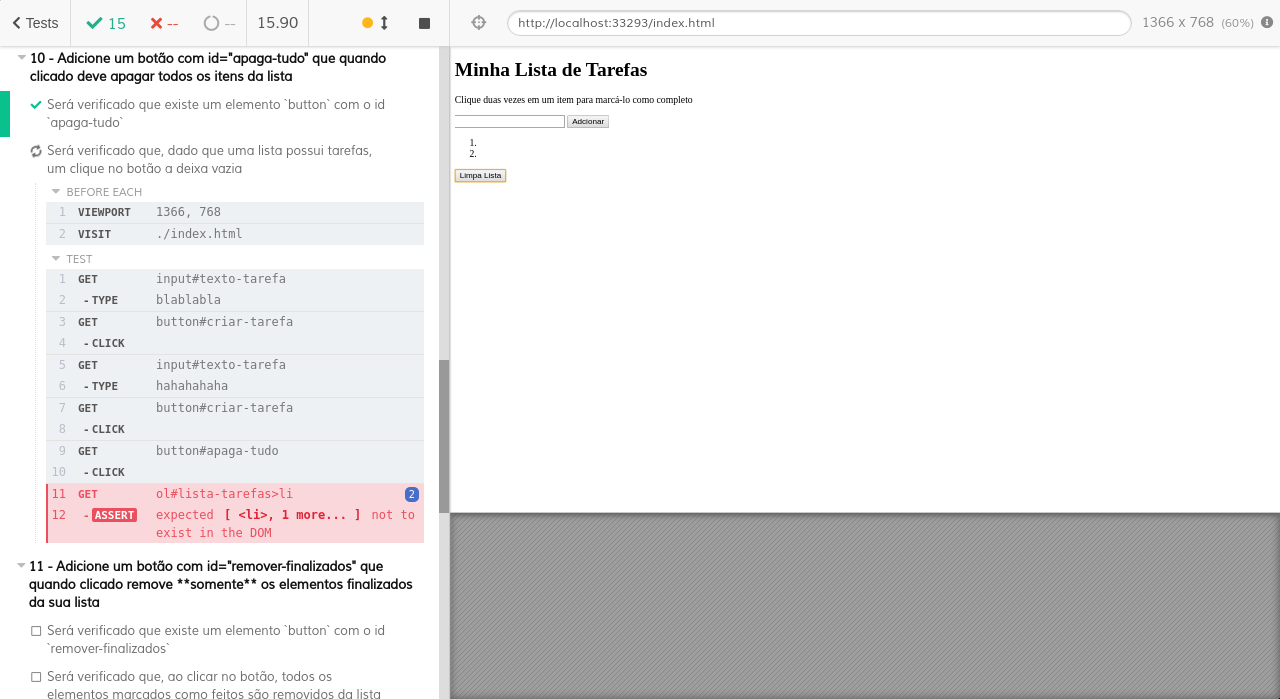 Tests
15
--
--
15.90
http://localhost:33293/index.html
1366 x 768 (60%)
10 - Adicione um botão com id="apaga-tudo" que quando
clicado deve apagar todos os itens da lista
Será verificado que existe um elemento `button` com o id
`apaga-tudo`
Será verificado que, dado que uma lista possui tarefas,
um clique no botão a deixa vazia
BEFORE EACH
1 VIEWPORT 1366, 768
2 VISIT ./index.html
TEST
1 GET input#texto-tarefa
2 - TYPE blablabla
3 GET button#criar-tarefa
4 - CLICK
5 GET input#texto-tarefa
6 - TYPE hahahahaha
7 GET button#criar-tarefa
8 - CLICK
9 GET button#apaga-tudo
10 - CLICK
11 GET ol#lista-tarefas>li 2
12 - ASSERT expected [ <li>, 1 more... ] not to
exist in the DOM
11 - Adicione um botão com id="remover-finalizados" que
quando clicado remove **somente** os elementos finalizados
da sua lista
Será verificado que existe um elemento `button` com o id
`remover-finalizados`
Será verificado que, ao clicar no botão, todos os
elementos marcados como feitos são removidos da lista
Minha Lista de Tarefas
Clique duas vezes em um item para marcá-lo como completo
Adcionar
1.
2.
Limpa Lista